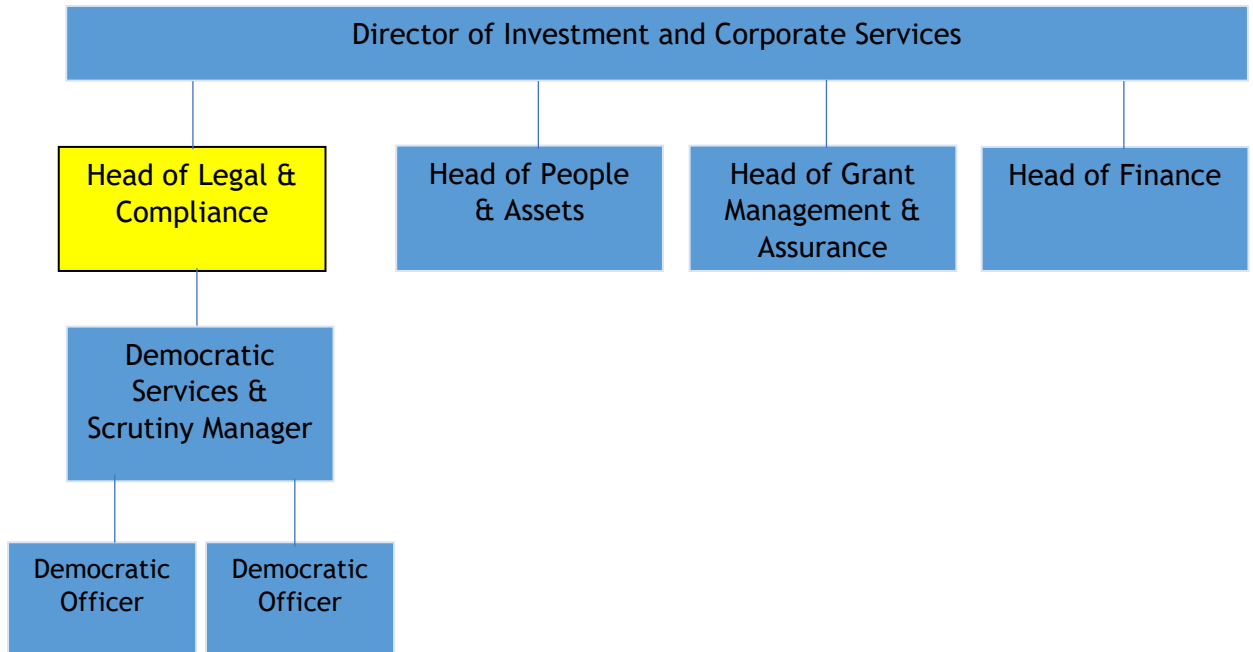 Director of Investment and Corporate Services
Head of Legal &
Compliance
Head of People
& Assets
Head of Grant
Management &
Assurance
Head of Finance
Democratic
Services &
Scrutiny Manager
Democratic
Officer
Democratic
Officer